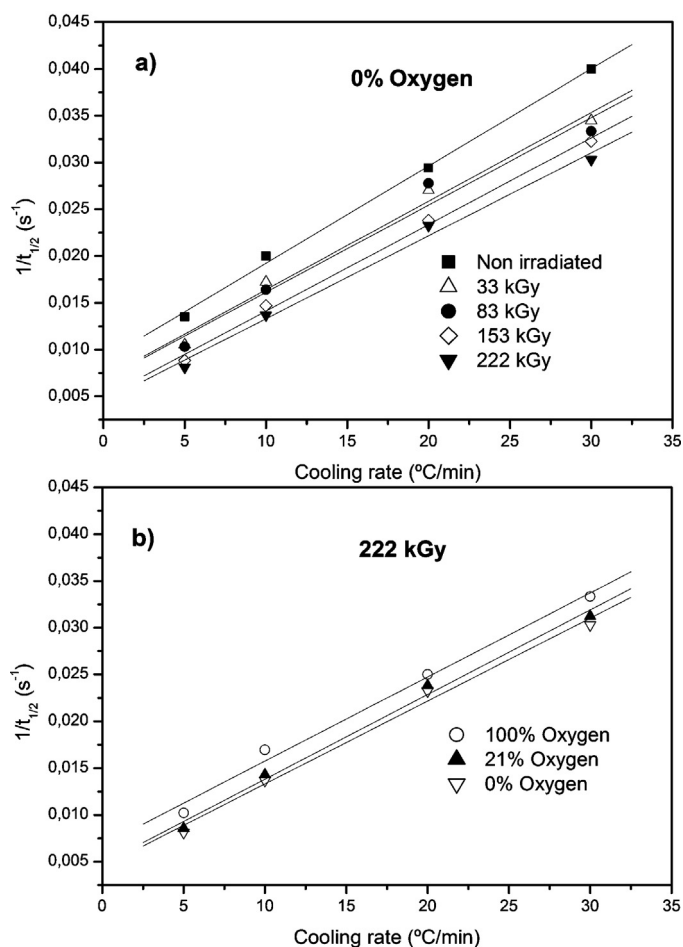 a)
0% Oxygen
0,045
0,040
0,035
0,030
0,025
0,020
0,015
0,010
0,005
1/t1/2 (s-1)
Non irradiated
33 kGy
83 kGy
153 kGy
222 kGy
0 5 10 15 20 25 30 35
Cooling rate (ºC/min)
b)
222 kGy
0,045
0,040
0,035
0,030
0,025
0,020
0,015
0,010
0,005
1/t1/2 (s-1)
100% Oxygen
21% Oxygen
0% Oxygen
0 5 10 15 20 25 30 35
Cooling rate (ºC/min)